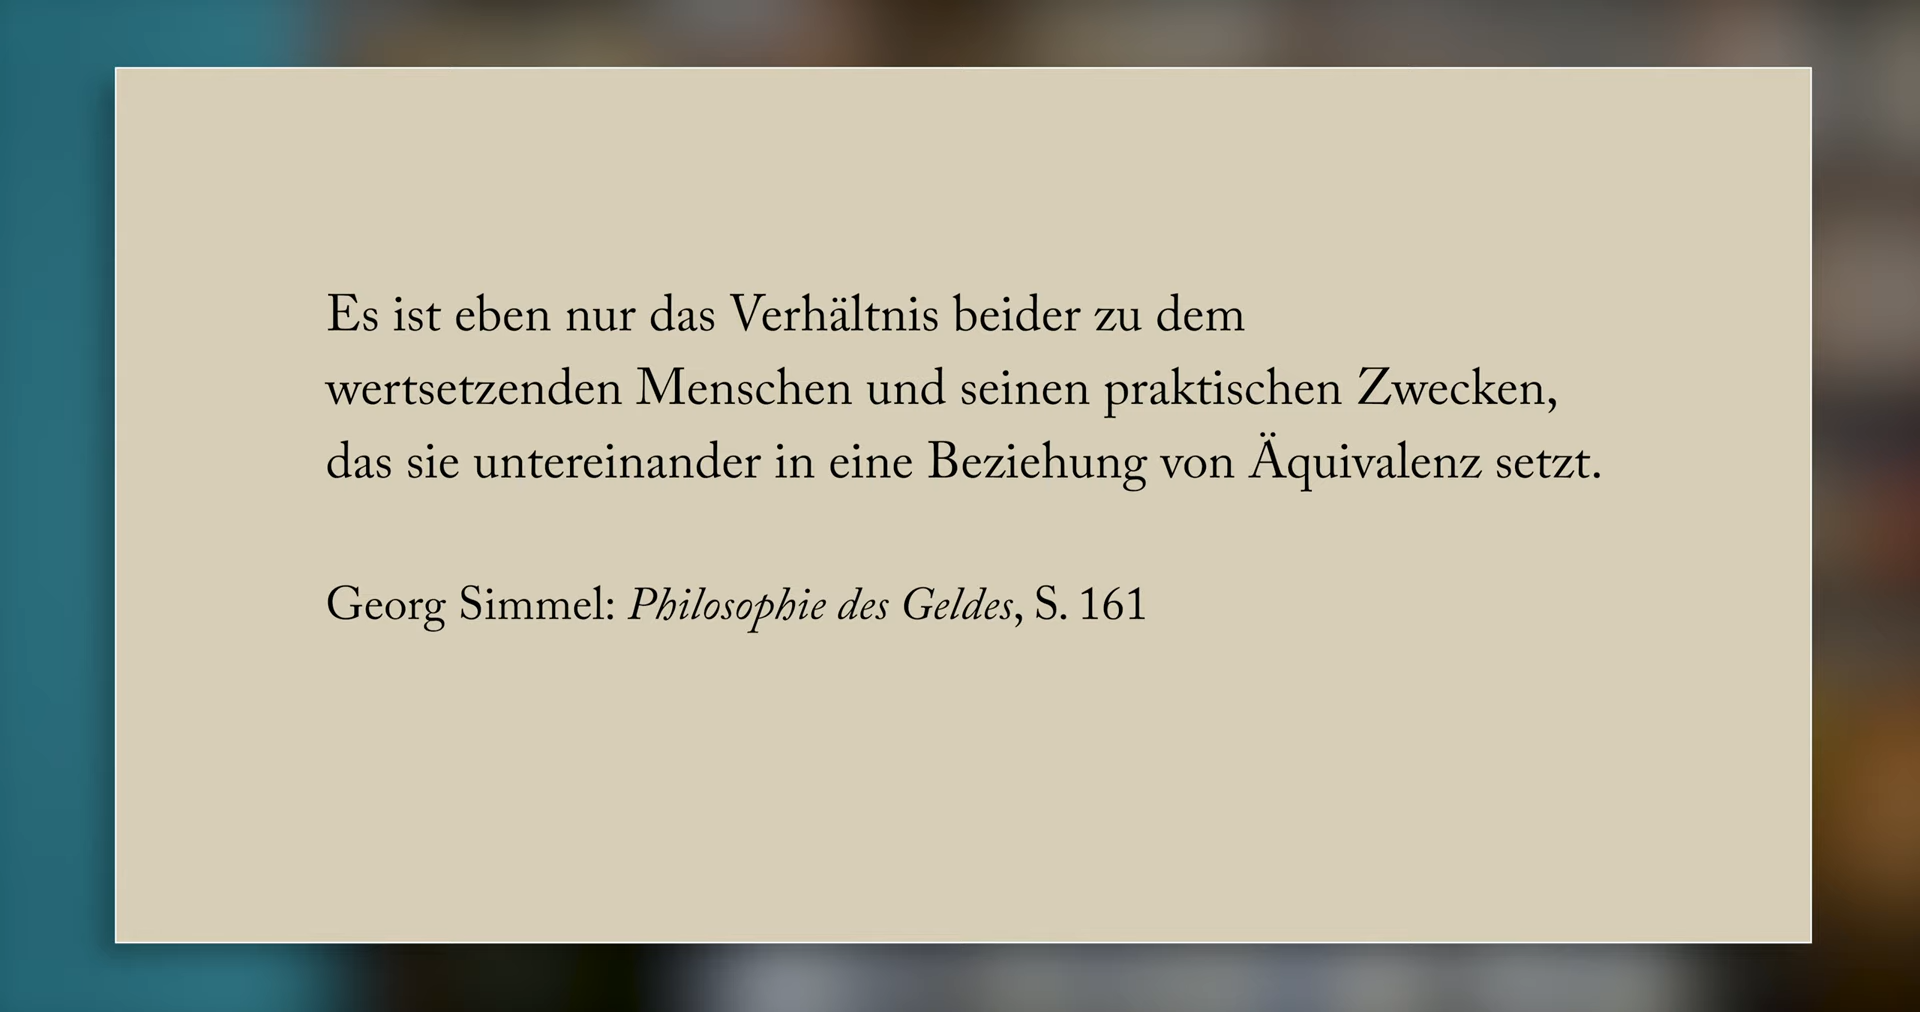 Es ist eben nur das Verhältnis beider zu dem
wertsetzenden Menschen und seinen praktischen Zwecken,
das sie untereinander in eine Beziehung von Äquivalenz setzt.
Georg Simmel: Philosophie des Geldes, S. 161